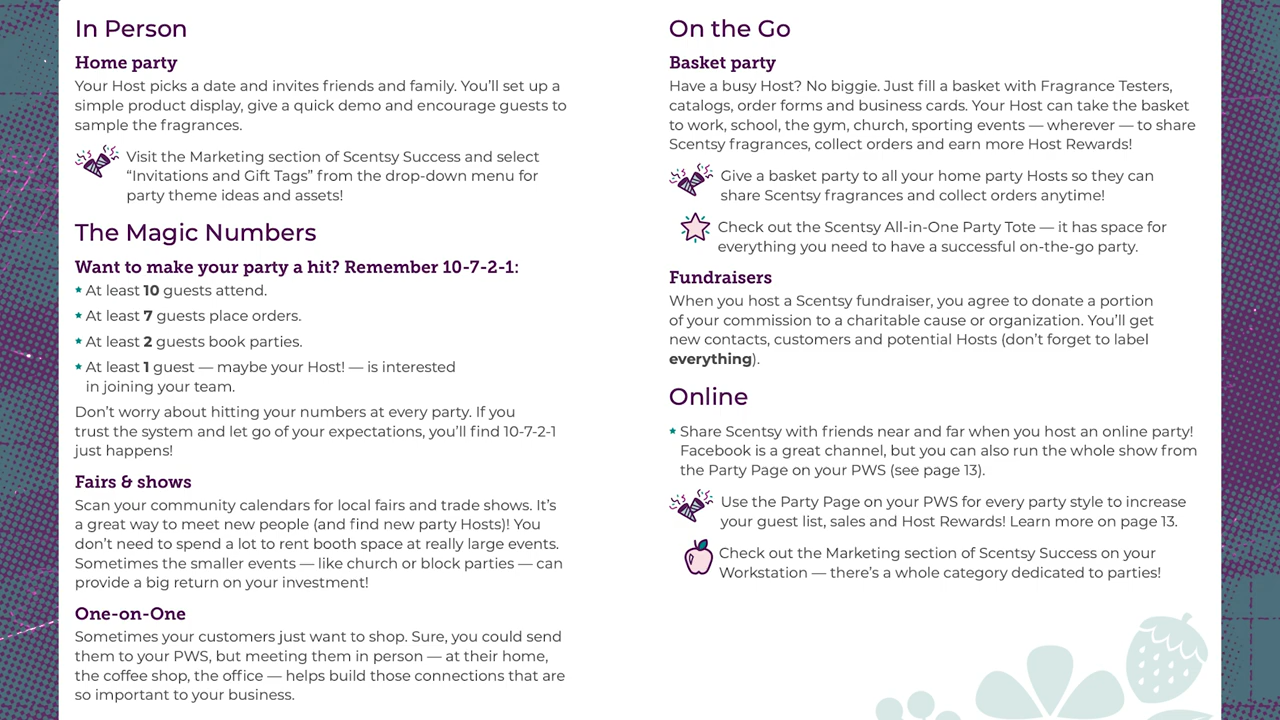 In Person
Home party
Your Host picks a date and invites friends and family. You’ll set up a
simple product display, give a quick demo and encourage guests to
sample the fragrances.
Visit the Marketing section of Scentsy Success and select
“Invitations and Gift Tags” from the drop-down menu for
party theme ideas and assets!
The Magic Numbers
Want to make your party a hit? Remember 10-7-2-1:
At least 10 guests attend.
At least 7 guests place orders.
At least 2 guests book parties.
At least 1 guest — maybe your Host! — is interested
in joining your team.
Don’t worry about hitting your numbers at every party. If you
trust the system and let go of your expectations, you’ll find 10-7-2-1
just happens!
Fairs & shows
Scan your community calendars for local fairs and trade shows. It’s
a great way to meet new people (and find new party Hosts)! You
don’t need to spend a lot to rent booth space at really large events.
Sometimes the smaller events — like church or block parties — can
provide a big return on your investment!
One-on-One
Sometimes your customers just want to shop. Sure, you could send
them to your PWS, but meeting them in person — at their home,
the coffee shop, the office — helps build those connections that are
so important to your business.
On the Go
Basket party
Have a busy Host? No biggie. Just fill a basket with Fragrance Testers,
catalogs, order forms and business cards. Your Host can take the basket
to work, school, the gym, church, sporting events — wherever — to share
Scentsy fragrances, collect orders and earn more Host Rewards!
Give a basket party to all your home party Hosts so they can
share Scentsy fragrances and collect orders anytime!
Check out the Scentsy All-in-One Party Tote — it has space for
everything you need to have a successful on-the-go party.
Fundraisers
When you host a Scentsy fundraiser, you agree to donate a portion
of your commission to a charitable cause or organization. You’ll get
new contacts, customers and potential Hosts (don’t forget to label
everything).
Online
Share Scentsy with friends near and far when you host an online party!
Facebook is a great channel, but you can also run the whole show from
the Party Page on your PWS (see page 13).
Use the Party Page on your PWS for every party style to increase
your guest list, sales and Host Rewards! Learn more on page 13.
Check out the Marketing section of Scentsy Success on your
Workstation — there’s a whole category dedicated to parties!